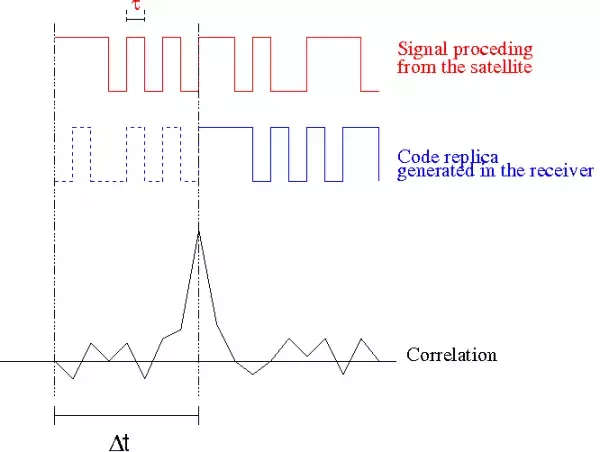 τ
Signal proceding
from the satellite
Code replica
generated in the receiver
Correlation
Δt